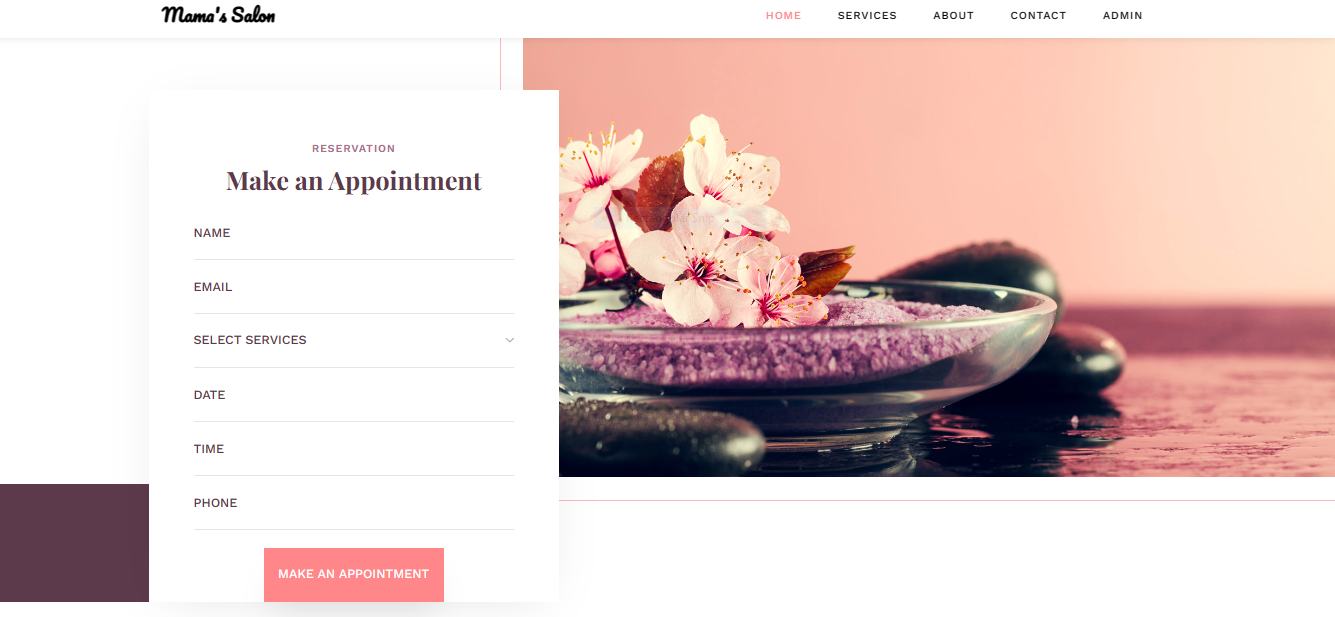 Mama's Salon
HOME SERVICES ABOUT CONTACT ADMIN
RESERVATION
Make an Appointment
NAME
EMAIL
SELECT SERVICES
DATE
TIME
PHONE
MAKE AN APPOINTMENT